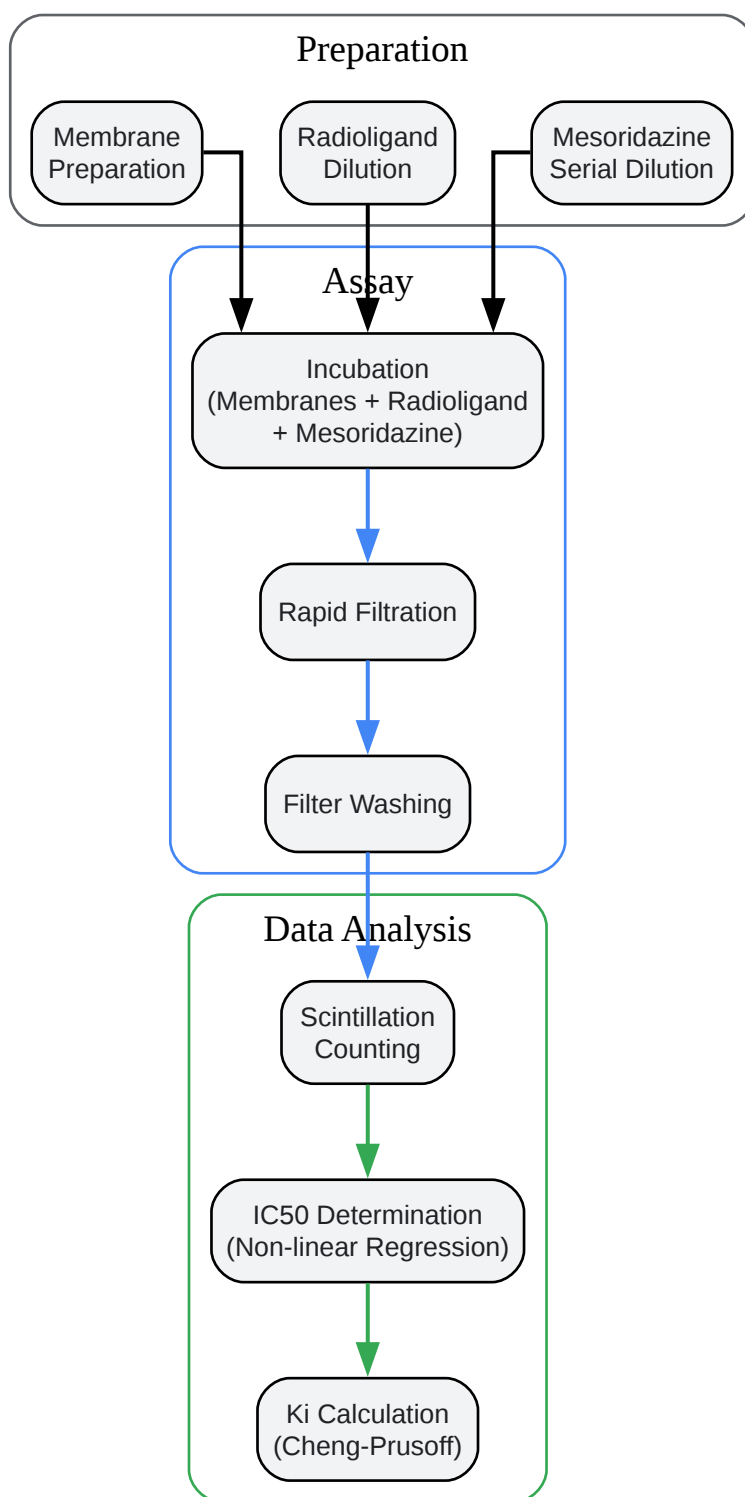 Preparation
Membrane
Preparation
Radioligand
Dilution
Mesoridazine
Serial Dilution
Assay
Incubation
(Membranes + Radioligand
+ Mesoridazine)
Rapid Filtration
Filter Washing
Data Analysis
Scintillation
Counting
IC50 Determination
(Non-linear Regression)
Ki Calculation
(Cheng-Prusoff)